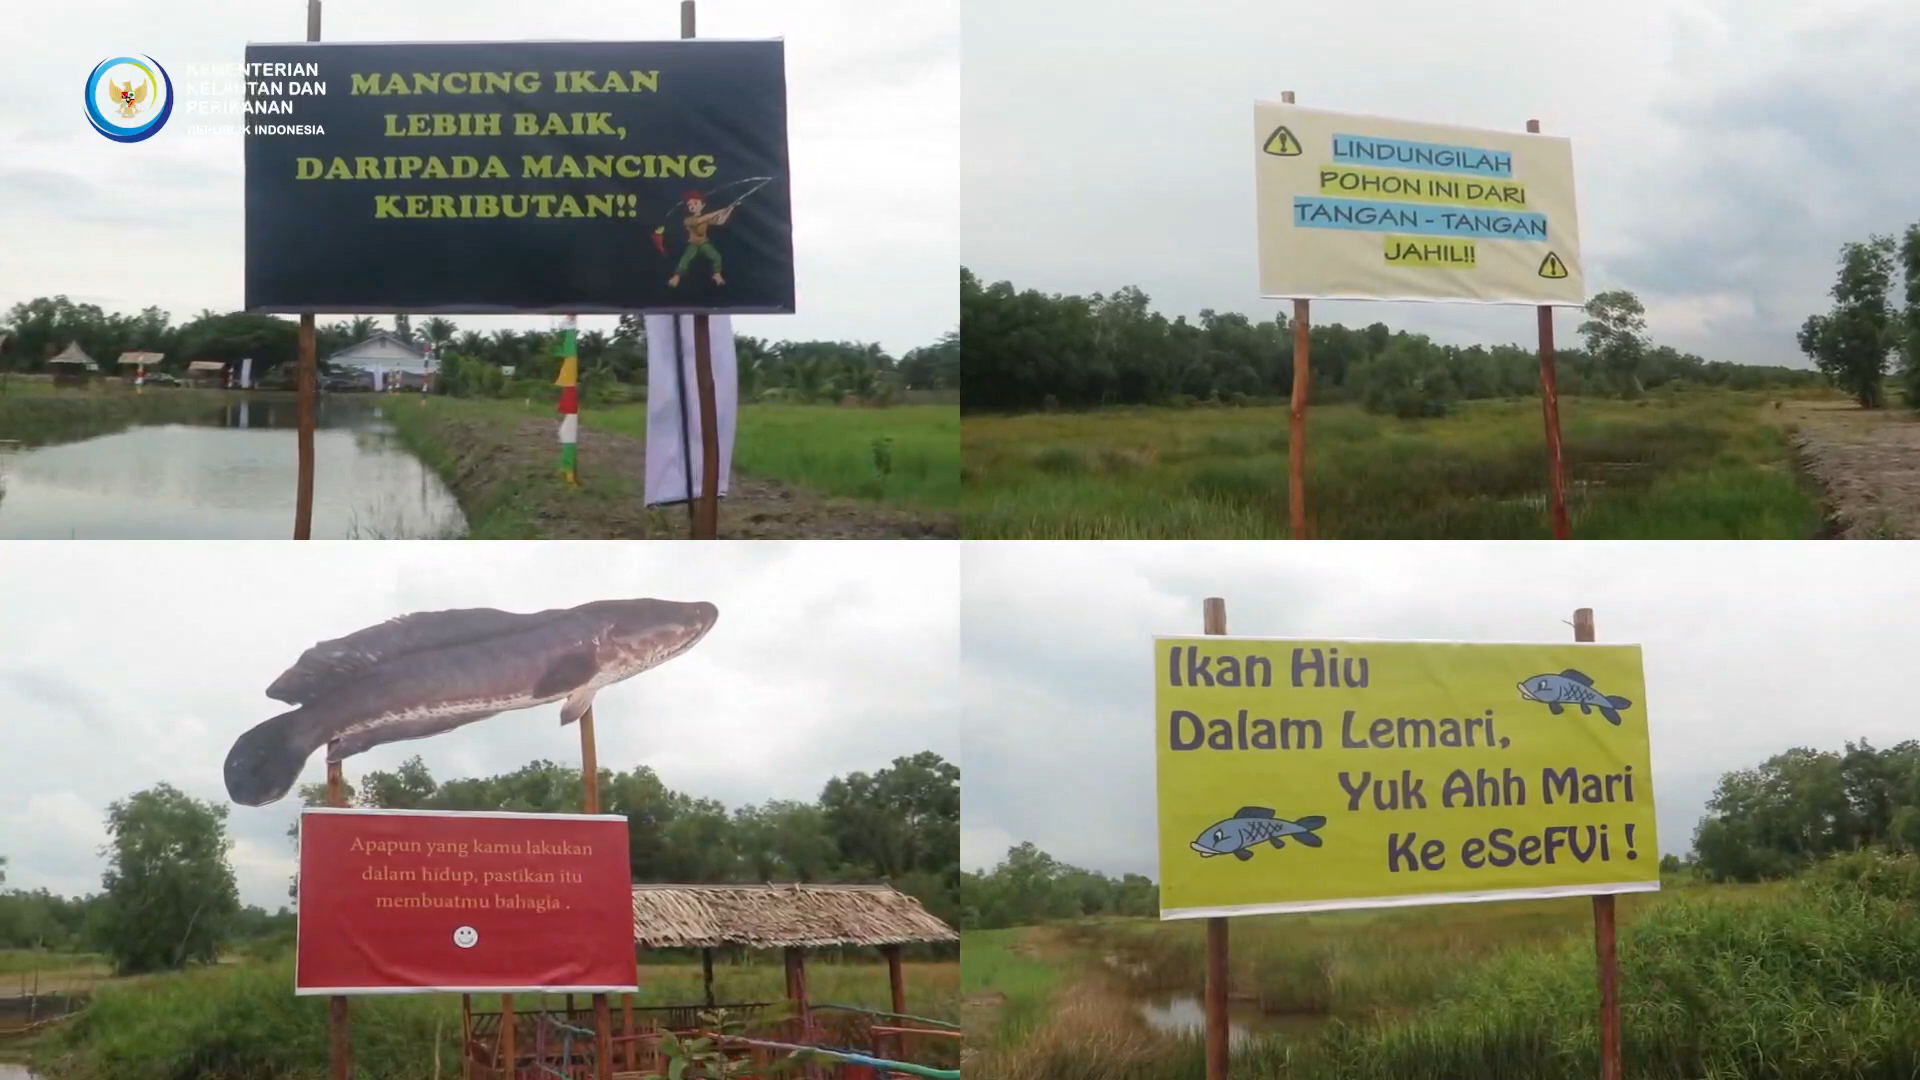 KEMENTERIAN
KELAUTAN DAN
PERIKANAN
REPUBLIK INDONESIA
MANCING IKAN
LEBIH BAIK,
DARIPADA MANCING
KERIBUTAN!!
LINDUNGILAH
POHON INI DARI
TANGAN - TANGAN
JAHIL!!
Apapun yang kamu lakukan
dalam hidup, pastikan itu
membuatmu bahagia .
Ikan Hiu
Dalam Lemari,
Yuk Ahh Mari
Ke eSeFVi !